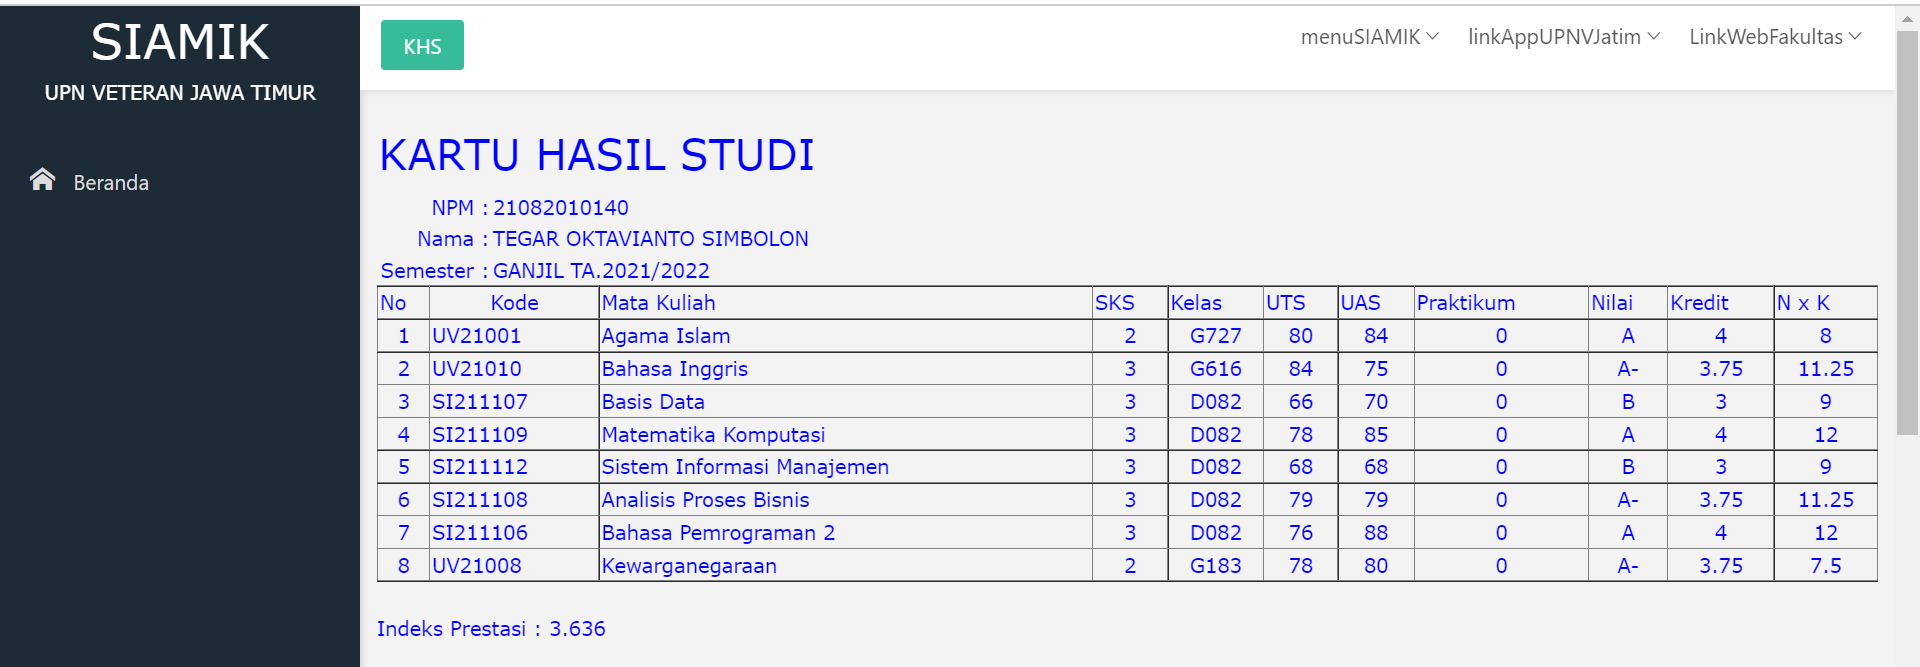 SIAMIK
UPN VETERAN JAWA TIMUR
Beranda
KHS
menuSIAMIK linkAppUPNVJatim LinkWebFakultas
KARTU HASIL STUDI
NPM : 21082010140
Nama : TEGAR OKTAVIANTO SIMBOLON
Semester : GANJIL TA.2021/2022
No Kode Mata Kuliah SKS Kelas UTS UAS Praktikum Nilai Kredit N x K
1 UV21001 Agama Islam 2 G727 80 84 0 A 4 8
2 UV21010 Bahasa Inggris 3 G616 84 75 0 A- 3.75 11.25
3 SI211107 Basis Data 3 D082 66 70 0 B 3 9
4 SI211109 Matematika Komputasi 3 D082 78 85 0 A 4 12
5 SI211112 Sistem Informasi Manajemen 3 D082 68 68 0 B 3 9
6 SI211108 Analisis Proses Bisnis 3 D082 79 79 0 A- 3.75 11.25
7 SI211106 Bahasa Pemrograman 2 3 D082 76 88 0 A 4 12
8 UV21008 Kewarganegaraan 2 G183 78 80 0 A- 3.75 7.5
Indeks Prestasi : 3.636